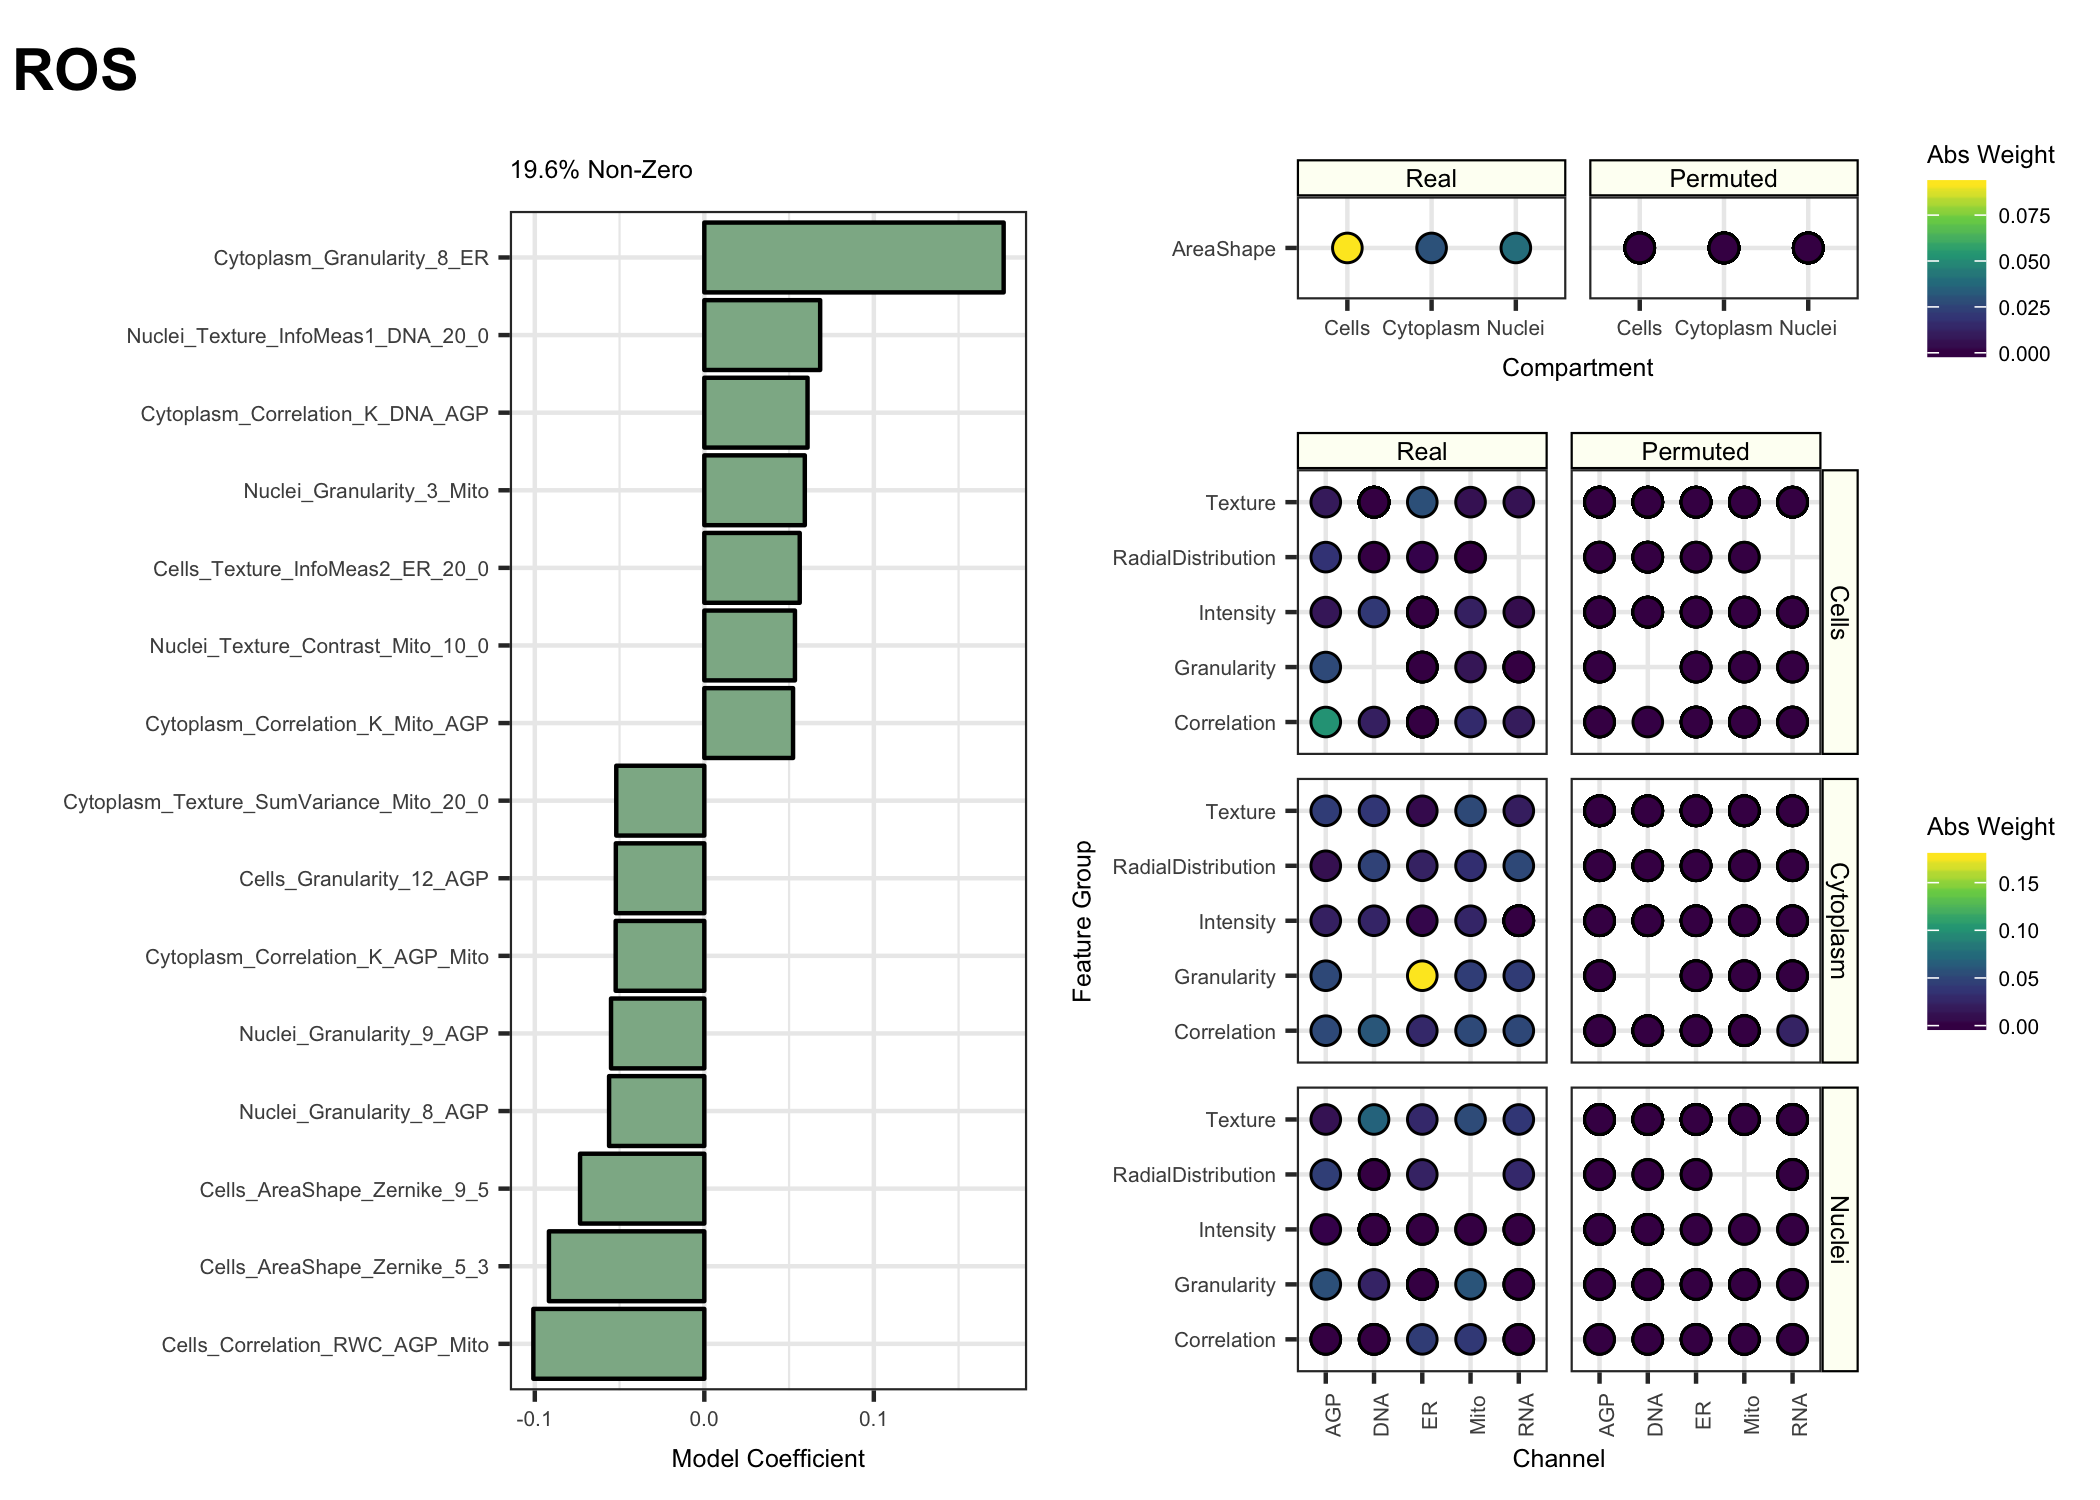 ROS
19.6% Non-Zero
Cytoplasm_Granularity_8_ER
Nuclei_Texture_InfoMeas1_DNA_20_0
Cytoplasm_Correlation_K_DNA_AGP
Nuclei_Granularity_3_Mito
Cells_Texture_InfoMeas2_ER_20_0
Nuclei_Texture_Contrast_Mito_10_0
Cytoplasm_Correlation_K_Mito_AGP
Cytoplasm_Texture_SumVariance_Mito_20_0
Cells_Granularity_12_AGP
Cytoplasm_Correlation_K_AGP_Mito
Nuclei_Granularity_9_AGP
Nuclei_Granularity_8_AGP
Cells_AreaShape_Zernike_9_5
Cells_AreaShape_Zernike_5_3
Cells_Correlation_RWC_AGP_Mito
-0.1 0.0 0.1
Model Coefficient
Real Permuted
AreaShape
Cells Cytoplasm Nuclei Cells Cytoplasm Nuclei
Compartment
Abs Weight
0.075
0.050
0.025
0.000
Feature Group
Real Permuted
Texture
RadialDistribution
Intensity
Granularity
Correlation
Cells
Texture
RadialDistribution
Intensity
Granularity
Correlation
Cytoplasm
Texture
RadialDistribution
Intensity
Granularity
Correlation
Nuclei
AGP DNA ER Mito RNA AGP DNA ER Mito RNA
Channel
Abs Weight
0.15
0.10
0.05
0.00